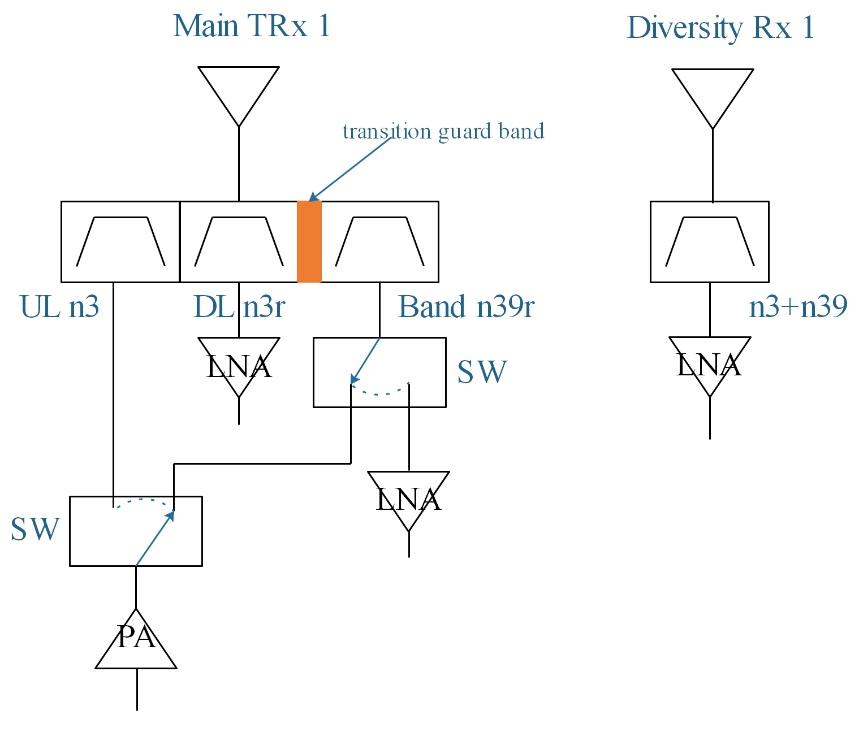 Main TRx 1
Diversity Rx 1
transition guard band
UL n3
DL n3r
Band n39r
n3+n39
LNA
SW
LNA
LNA
SW
PA